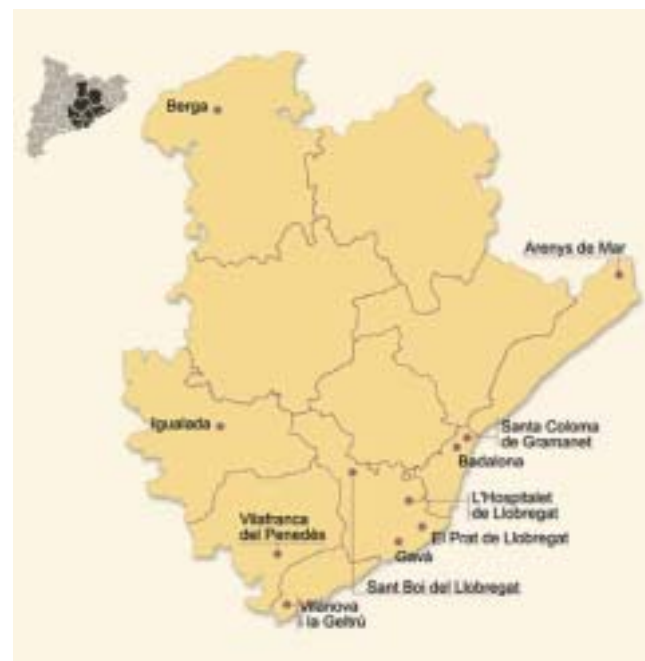 Berga
Arenys de Mar
Igualada
Santa Coloma
de Gramanet
Badalona
L'Hospitalet
de Llobregat
Vilafranca
del Penedès
El Prat de Llobregat
Gavà
Sant Boi del Llobregat
Vilanova
i la Geltrú